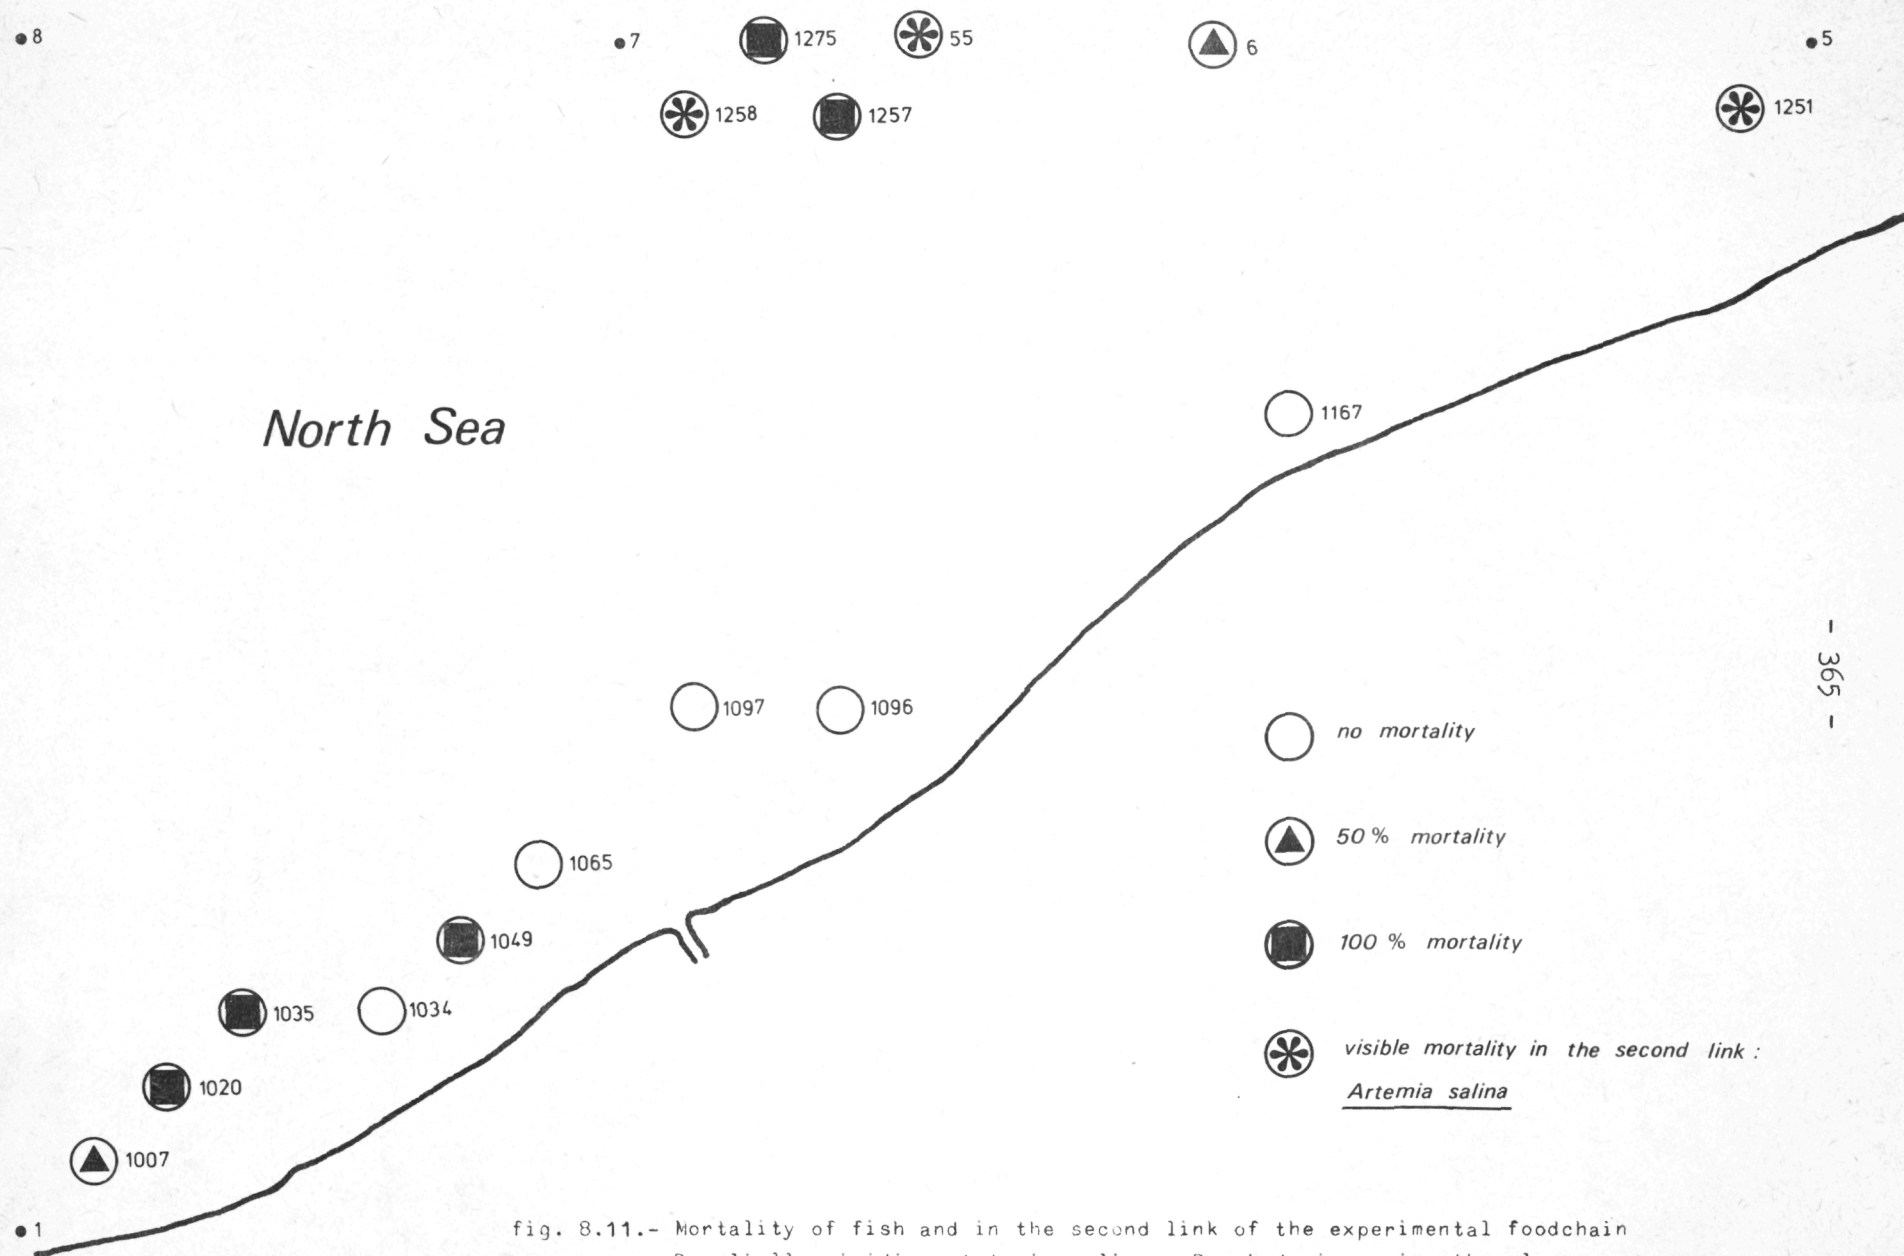 8
7
1275
55
6
5
1258
1257
1251
North Sea
1167
- 365 -
1097
1096
no mortality
50 % mortality
1065
1049
100 % mortality
1035
1034
visible mortality in the second link :
Artemia salina
1020
1007
1
fig. 8.11.- Mortality of fish and in the second link of the experimental foodchain